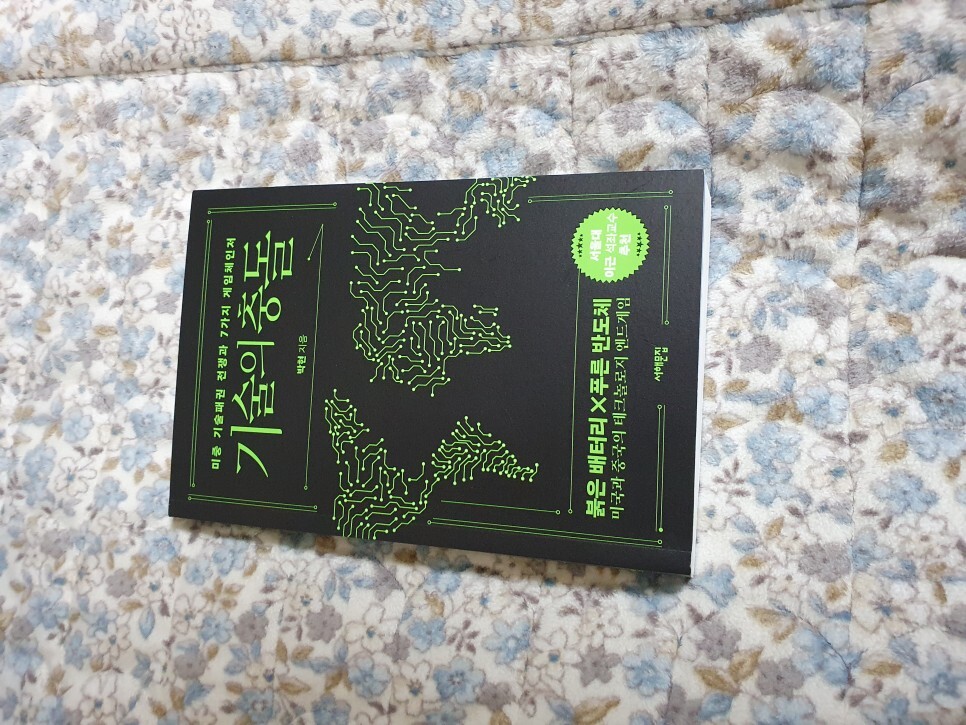 미중 기술패권 전쟁과 7가지 게임체인저
기술의 충돌
박현 지음
서울대
이근 석좌교수
추천
붉은 배터리×푸른 반도체
미국과 중국의 테크놀로지 엔드게임
서해문집